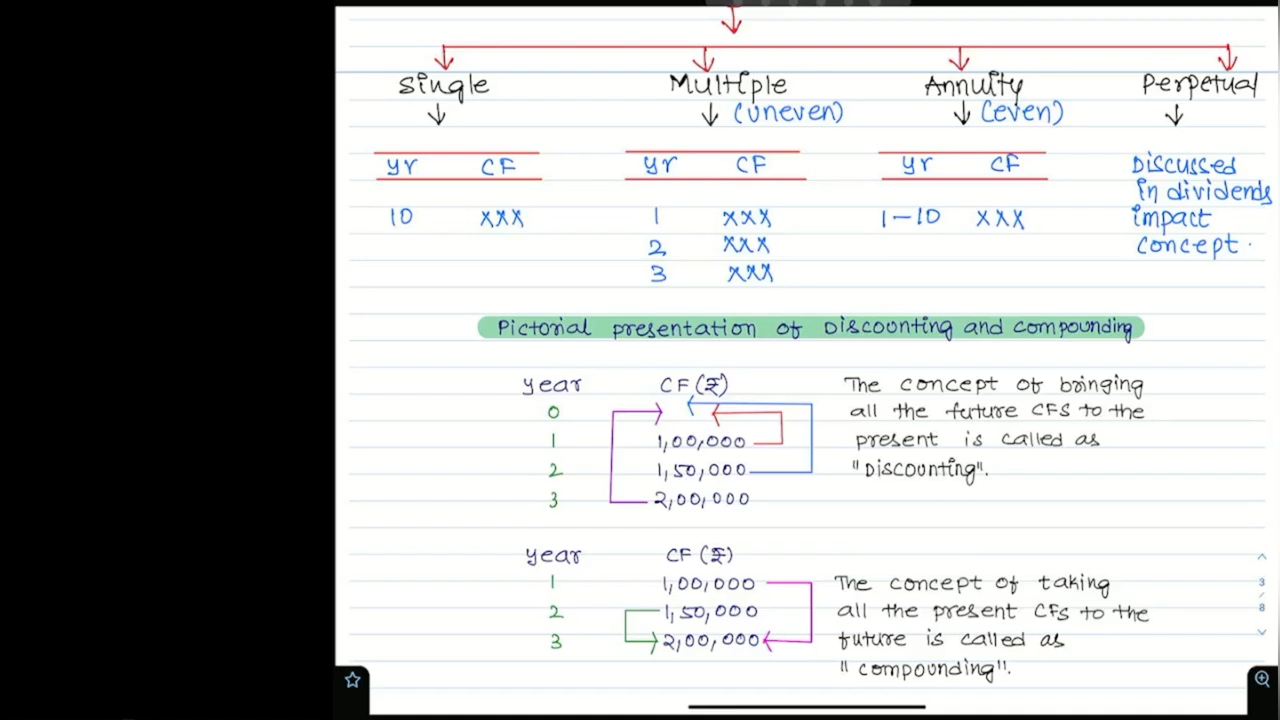 Single Multiple Annuity Perpetual
(uneven) (even)
yr CF yr CF yr CF Discussed
in dividends
10 xxx 1 xxx 1-10 xxx impact
2 xxx concept.
3 xxx
Pictorial presentation of Discounting and compounding
year CF (₹) The concept of bringing
0 all the future CFS to the
1 1,00,000 present is called as
2 1,50,000 "Discounting".
3 2,00,000
year CF (₹)
1 1,00,000 The concept of taking
2 1,50,000 all the present CFS to the
3 2,00,000 future is called as
"compounding".
3
/
8